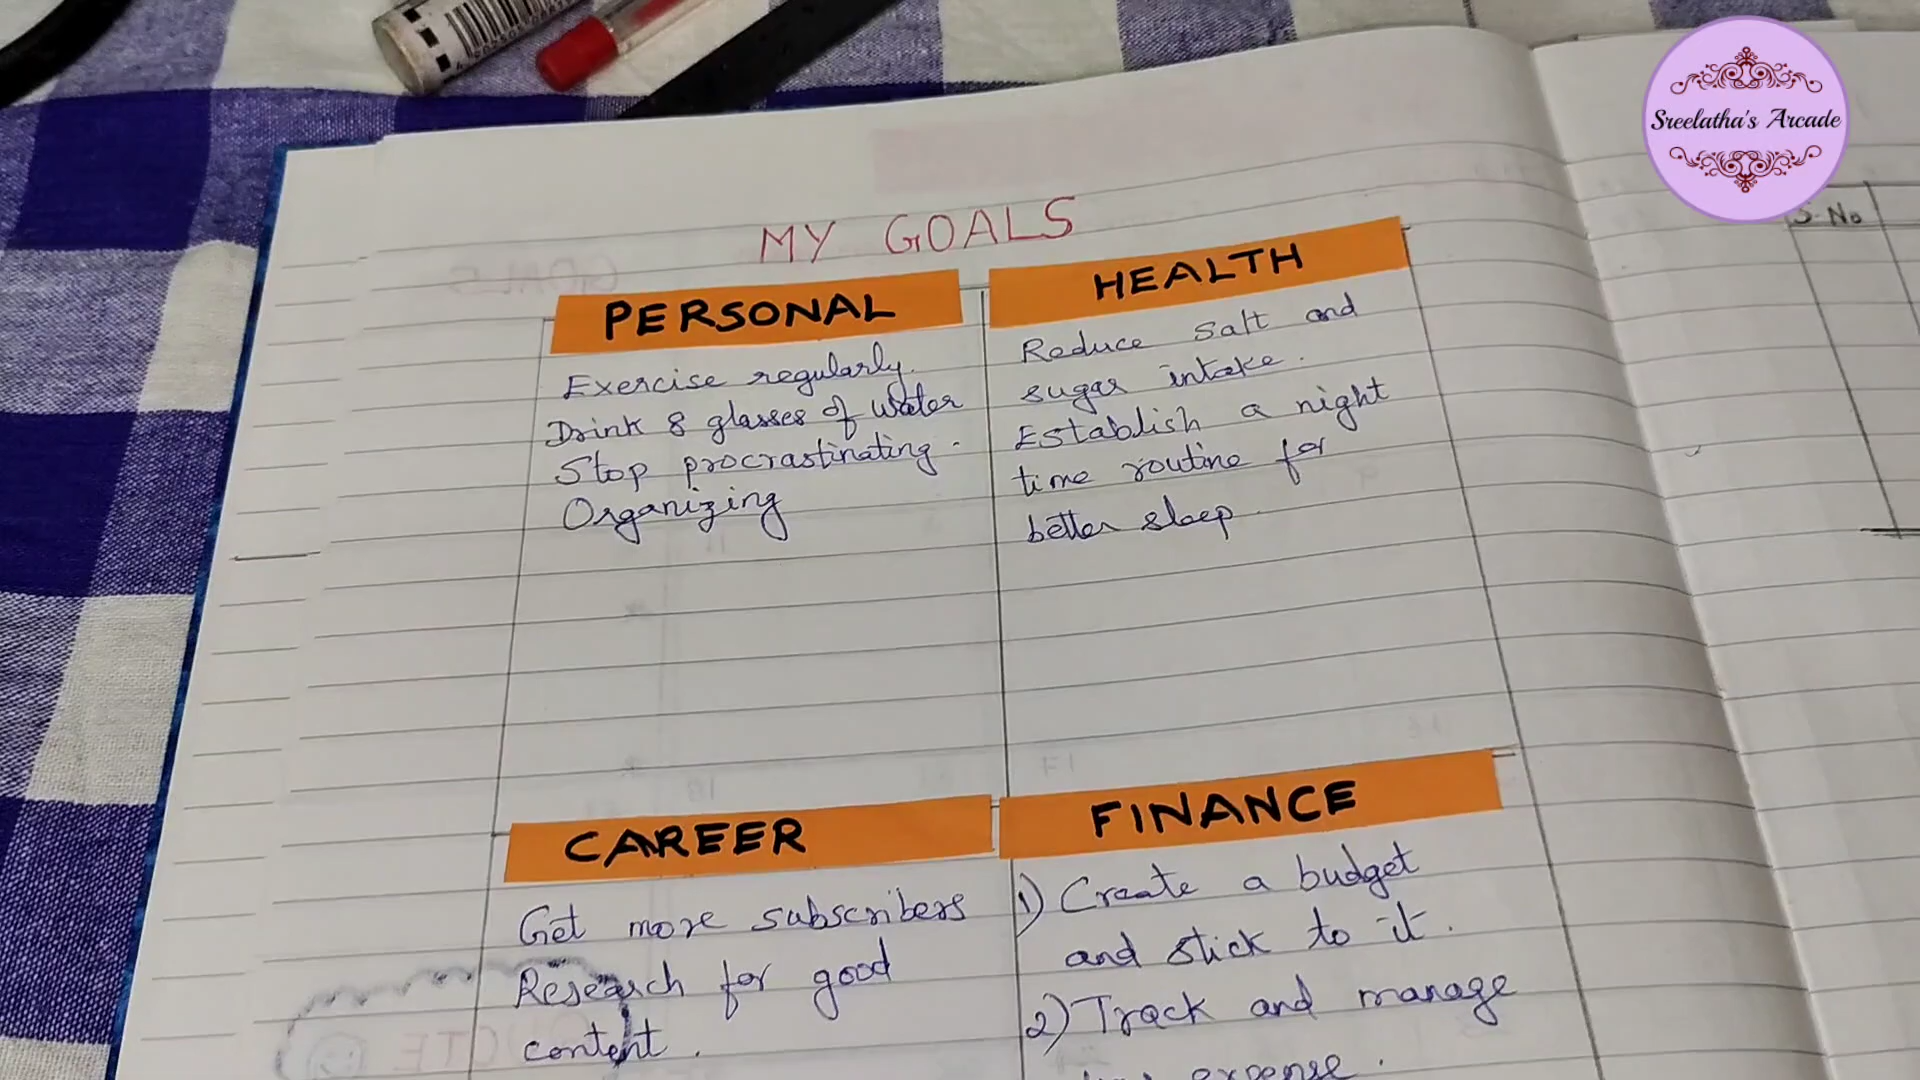 Sreelatha's Arcade
S.No
MY GOALS
PERSONAL
Exercise regularly.
Drink 8 glasses of water
Stop procrastinating.
Organizing
HEALTH
Reduce salt and
sugar intake.
Establish a night
time routine for
better sleep.
CAREER
Get more subscribers
Research for good
content.
FINANCE
1) Create a budget
and stick to it.
2) Track and manage
expense.